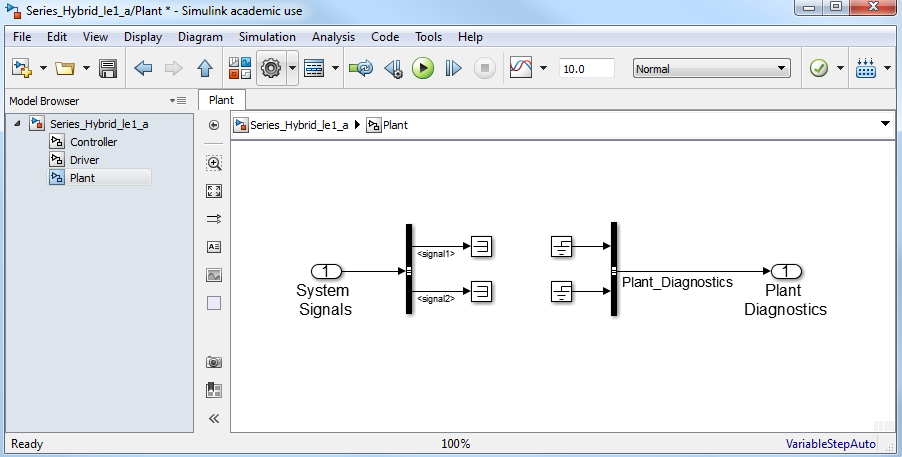 Series_Hybrid_le1_a/Plant * - Simulink academic use
File Edit View Display Diagram Simulation Analysis Code Tools Help
10.0 Normal
Model Browser
Plant
Series_Hybrid_le1_a
Controller
Driver
Plant
Series_Hybrid_le1_a Plant
<signal1>
<signal2>
1
System
Signals
Plant_Diagnostics
1
Plant
Diagnostics
Ready 100% VariableStepAuto